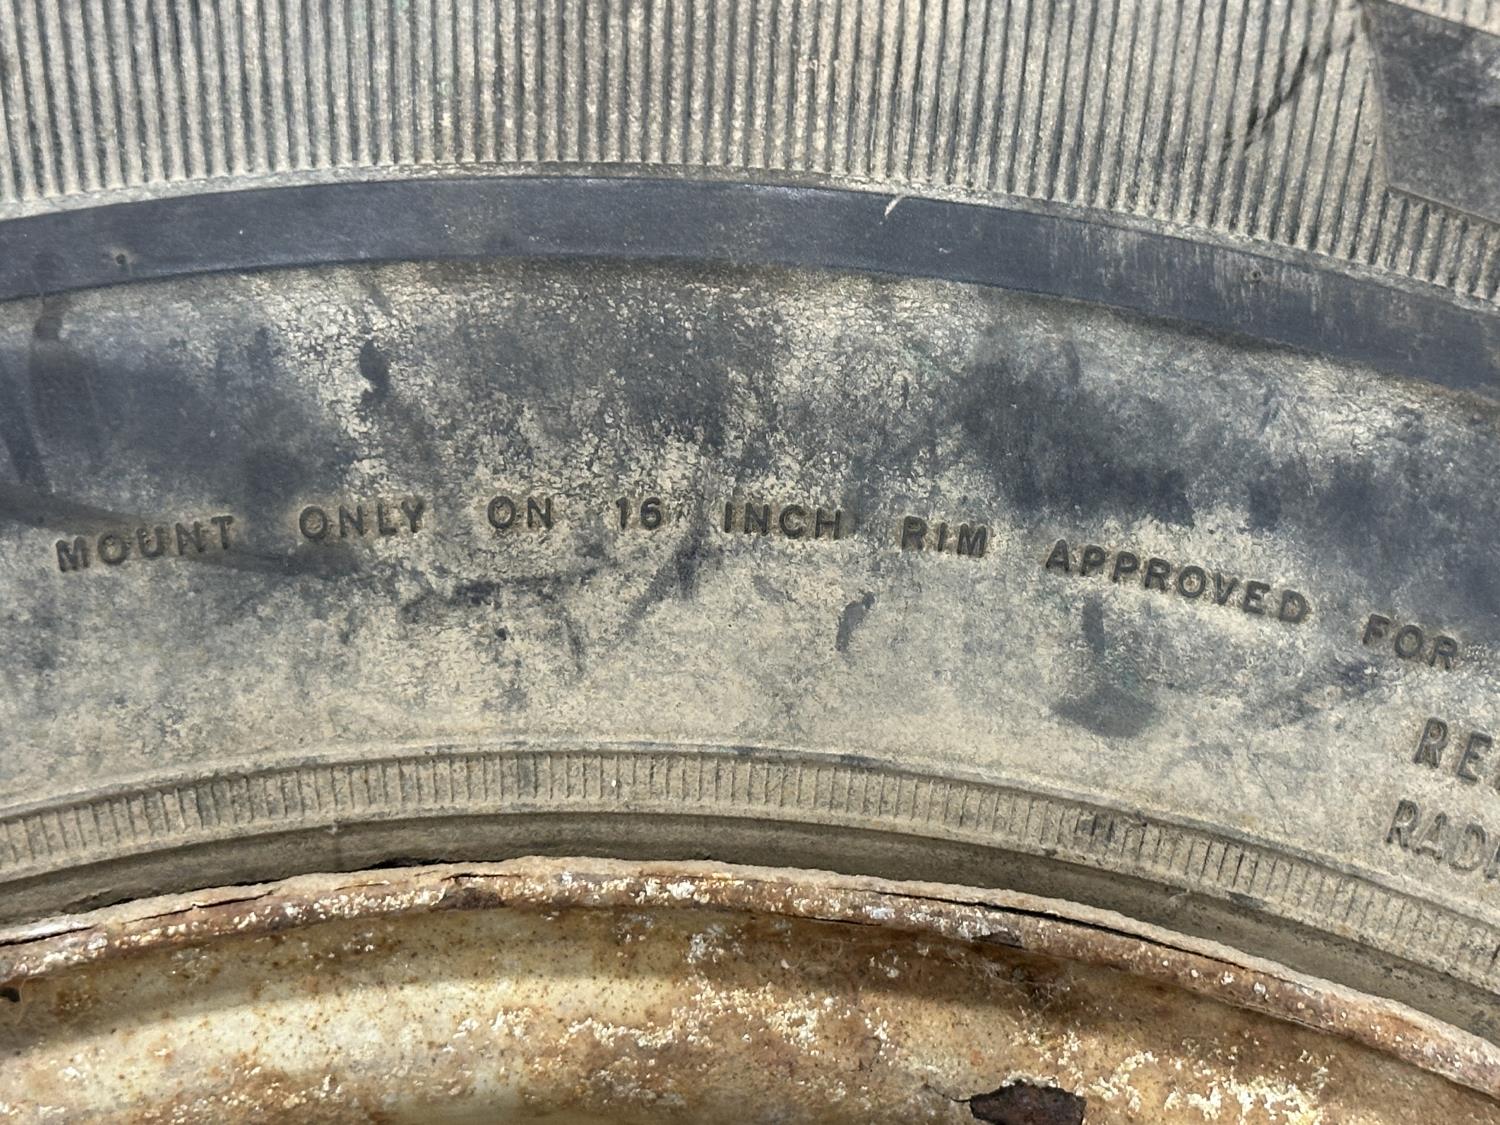 MOUNT ONLY ON 16 INCH RIM APPROVED FOR